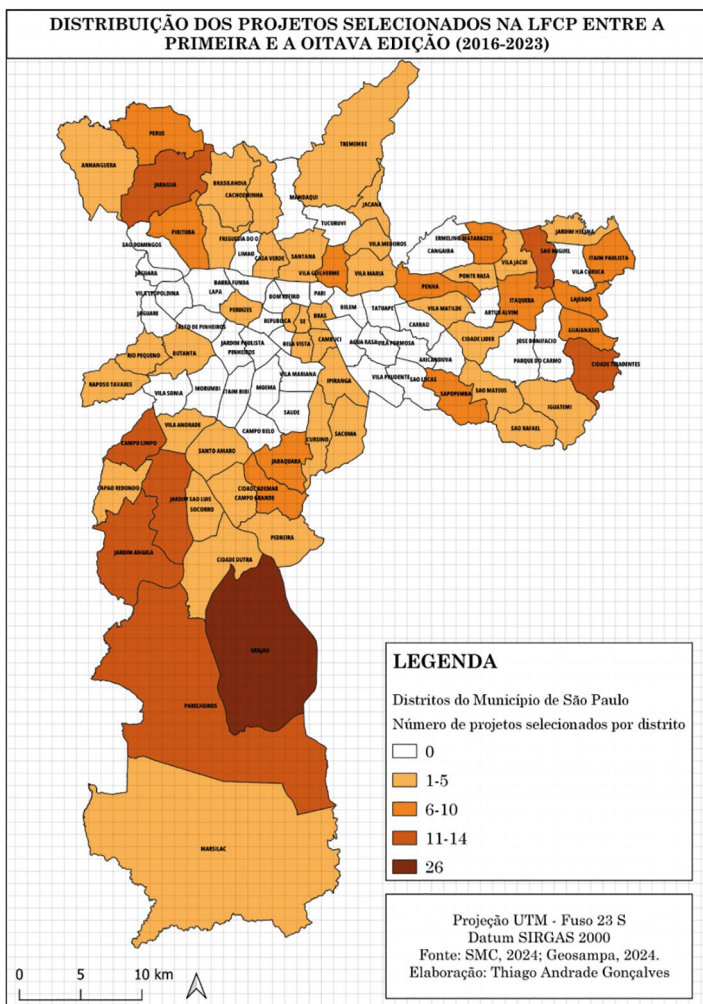 DISTRIBUIÇÃO DOS PROJETOS SELECIONADOS NA LFCP ENTRE A
PRIMEIRA E A OITAVA EDIÇÃO (2016-2023)
TREMEMBE
PERUS
ANHANGUERA
JARAGUA
BRASILANDIA
CACHOEIRINHA
MANDAQUI
JACANA
TUCURUVI
PIRITUBA
SAO DOMINGOS
FREGUESIA DO O
LIMAO
CASA VERDE
SANTANA
VILA MEDEIROS
VILA GUILHERME
VILA MARIA
JARDIM HELENA
ERMELINO MATARAZZO
CANGAIBA
VILA JACUI
SAO MIGUEL
ITAIM PAULISTA
VILA CURUCA
JAGUARA
VILA LEOPOLDINA
LAPA
BARRA FUNDA
BOM RETIRO
PARI
BELEM
TATUAPE
PENHA
PONTE RASA
ITAQUERA
LAJEADO
JAGUARE
ALTO DE PINHEIROS
PERDIZES
REPUBLICA
SE
BRAS
CARRAO
VILA MATILDE
ARTUR ALVIM
GUAIANASES
RIO PEQUENO
BUTANTA
JARDIM PAULISTA
PINHEIROS
BELA VISTA
CAMBUCI
AGUA RASA
VILA FORMOSA
ARICANDUVA
CIDADE LIDER
JOSE BONIFACIO
PARQUE DO CARMO
CIDADE TIRADENTES
RAPOSO TAVARES
VILA SONIA
MORUMBI
ITAIM BIBI
MOEMA
VILA MARIANA
IPIRANGA
VILA PRUDENTE
SAO LUCAS
SAPOPEMBA
SAO MATEUS
IGUATEMI
SAO RAFAEL
SAUDE
CAMPO BELO
CURSINO
SACOMA
CAMPO LIMPO
VILA ANDRADE
SANTO AMARO
JABAQUARA
CAPAO REDONDO
JARDIM SAO LUIS
SOCORRO
CIDADE ADEMAR
CAMPO GRANDE
PEDREIRA
JARDIM ANGELA
CIDADE DUTRA
GRAJAU
PARELHEIROS
MARSILAC
LEGENDA
Distritos do Município de São Paulo
Número de projetos selecionados por distrito
0
1-5
6-10
11-14
26
Projeção UTM - Fuso 23 S
Datum SIRGAS 2000
Fonte: SMC, 2024; Geosampa, 2024.
Elaboração: Thiago Andrade Gonçalves
0 5 10 km